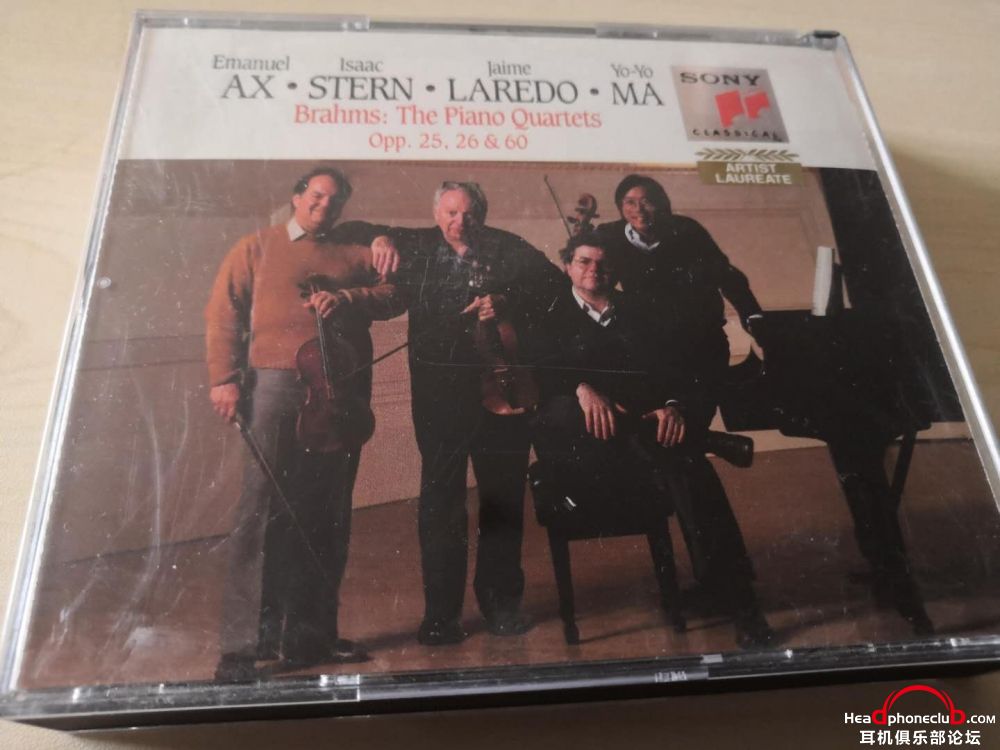 Emanuel Isaac Jaime Yo-Yo
AX • STERN • LAREDO • MA
Brahms: The Piano Quartets
Opp. 25, 26 & 60
SONY
CLASSICAL
ARTIST
LAUREATE
HeadphoneclubB.com
耳机俱乐部论坛